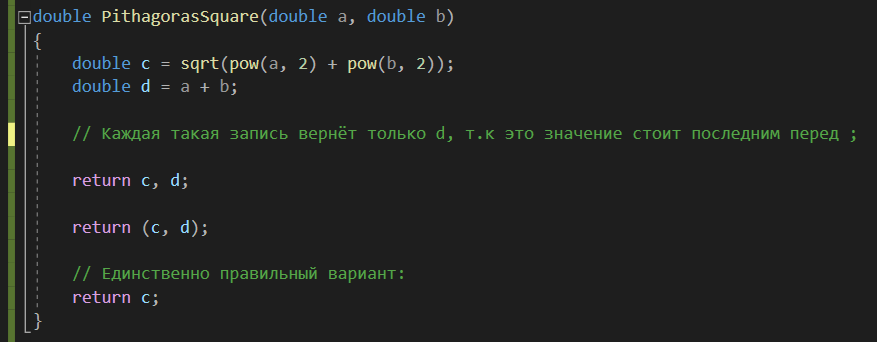 double PithagorasSquare(double a, double b)
{
double c = sqrt(pow(a, 2) + pow(b, 2));
double d = a + b;
// Каждая такая запись вернёт только d, т.к это значение стоит последним перед ;
return c, d;
return (c, d);
// Единственно правильный вариант:
return c;
}